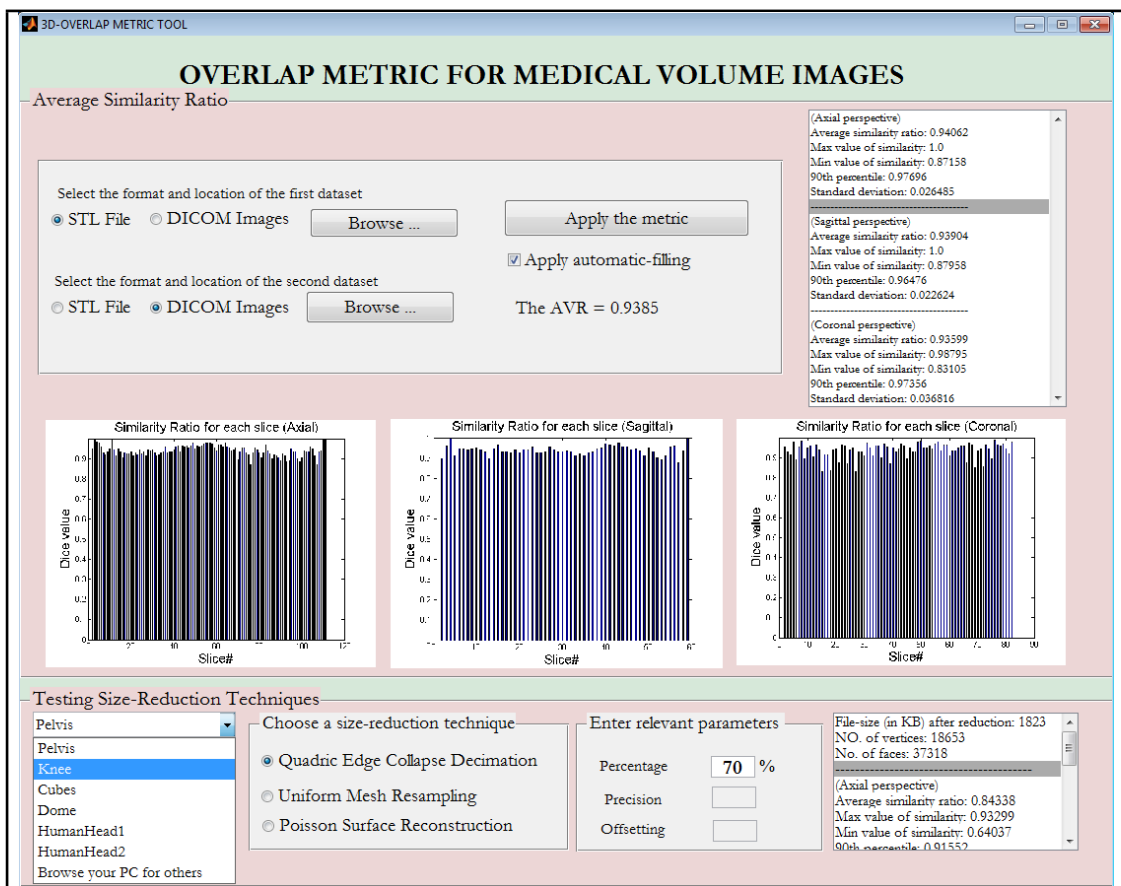 3D-OVERLAP METRIC TOOL
OVERLAP METRIC FOR MEDICAL VOLUME IMAGES
Average Similarity Ratio
Select the format and location of the first dataset
STL File DICOM Images Browse ...
Select the format and location of the second dataset
STL File DICOM Images Browse ...
Apply the metric
Apply automatic-filling
The AVR = 0.9385
(Axial perspective)
Average similarity ratio: 0.94062
Max value of similarity: 1.0
Min value of similarity: 0.87158
90th percentile: 0.97696
Standard deviation: 0.026485
----------------------------------------
(Sagittal perspective)
Average similarity ratio: 0.93904
Max value of similarity: 1.0
Min value of similarity: 0.87958
90th percentile: 0.96476
Standard deviation: 0.022624
----------------------------------------
(Coronal perspective)
Average similarity ratio: 0.93599
Max value of similarity: 0.98795
Min value of similarity: 0.83105
90th percentile: 0.97356
Standard deviation: 0.036816
Similarity Ratio for each slice (Axial)
Dice value
Slice#
Similarity Ratio for each slice (Sagittal)
Dice value
Slice#
Similarity Ratio for each slice (Coronal)
Dice value
Slice#
Testing Size-Reduction Techniques
Pelvis
Pelvis
Knee
Cubes
Dome
HumanHead1
HumanHead2
Browse your PC for others
Choose a size-reduction technique
Quadric Edge Collapse Decimation
Uniform Mesh Resampling
Poisson Surface Reconstruction
Enter relevant parameters
Percentage 70 %
Precision
Offsetting
File-size (in KB) after reduction: 1823
NO. of vertices: 18653
No. of faces: 37318
----------------------------------------
(Axial perspective)
Average similarity ratio: 0.84338
Max value of similarity: 0.93299
Min value of similarity: 0.64037
90th percentile: 0.91552